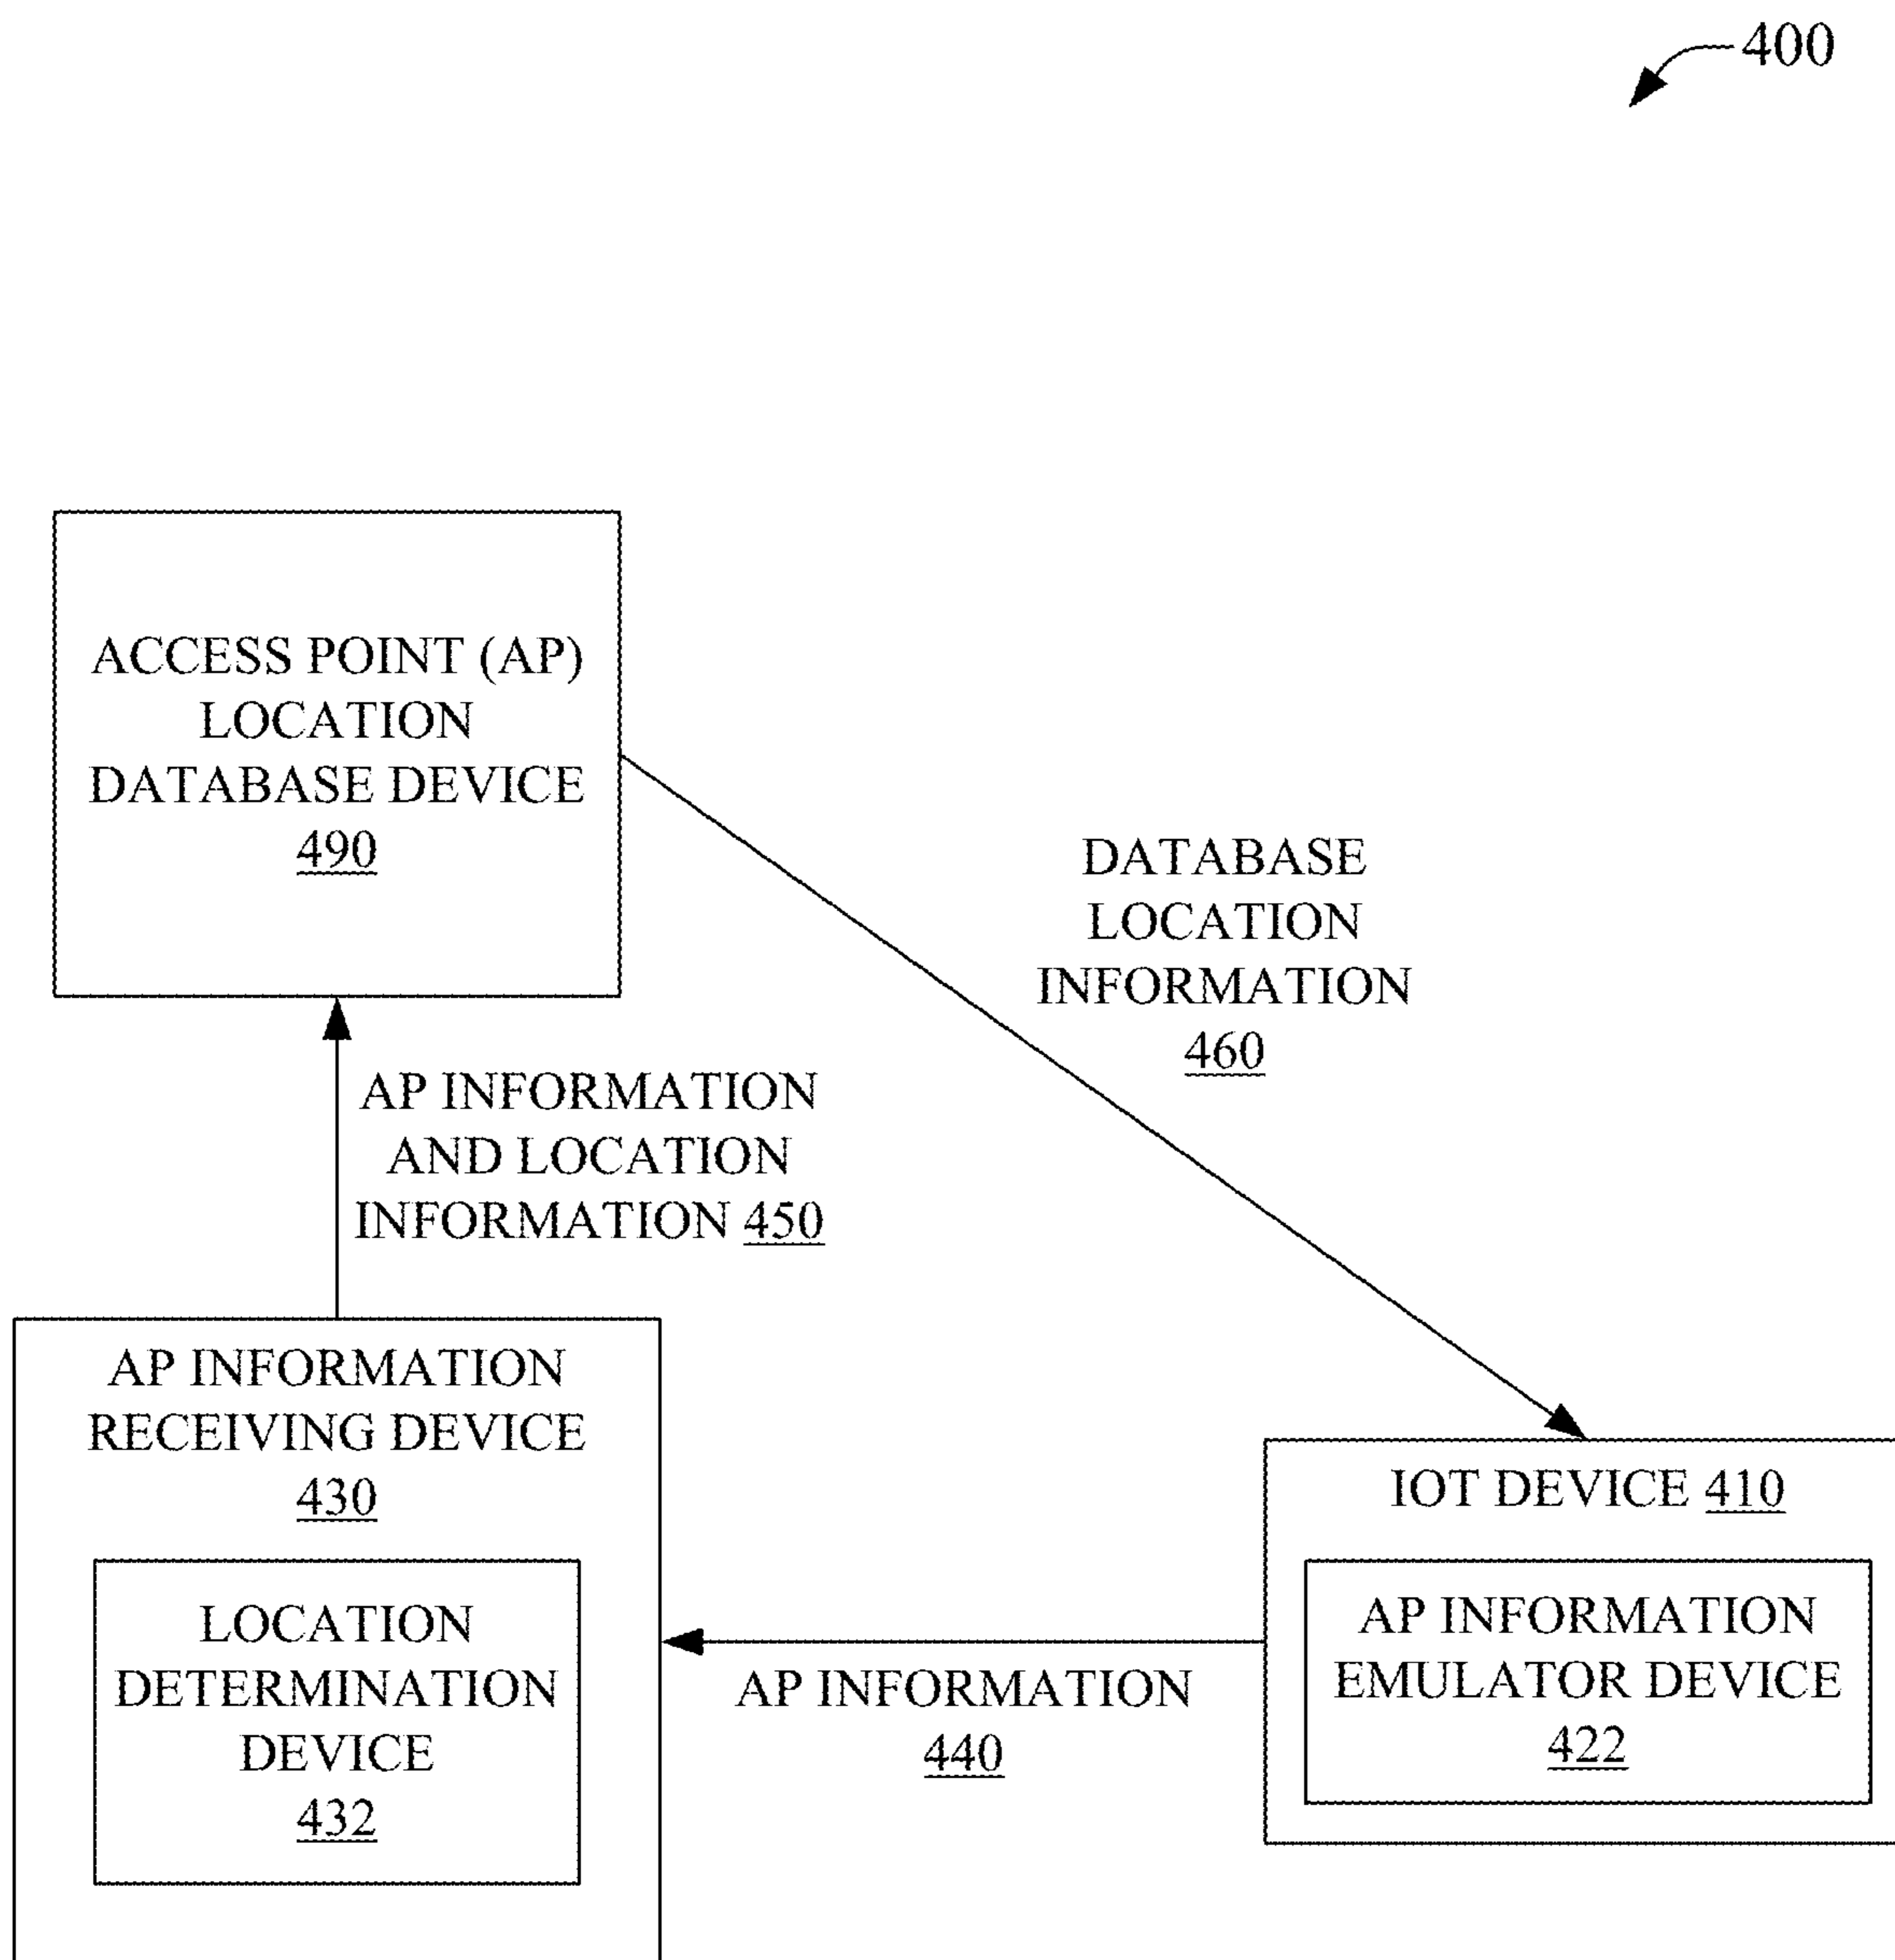 400
ACCESS POINT (AP)
LOCATION
DATABASE DEVICE
490
DATABASE
LOCATION
INFORMATION
460
AP INFORMATION
AND LOCATION
INFORMATION 450
AP INFORMATION
RECEIVING DEVICE
430
LOCATION
DETERMINATION
DEVICE
432
AP INFORMATION
440
IOT DEVICE 410
AP INFORMATION
EMULATOR DEVICE
422